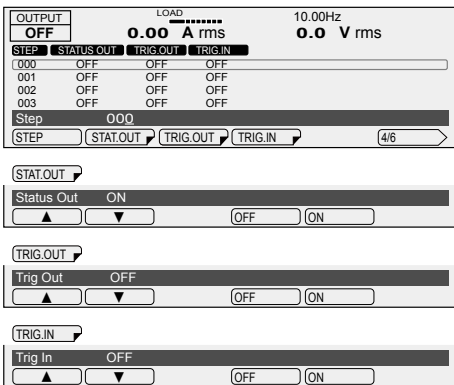 OUTPUT LOAD 10.00Hz
OFF 0.00 A rms 0.0 V rms
STEP STATUS OUT TRIG.OUT TRIG.IN
000 OFF OFF OFF
001 OFF OFF OFF
002 OFF OFF OFF
003 OFF OFF OFF
Step 000
STEP STAT.OUT TRIG.OUT TRIG.IN 4/6
STAT.OUT
Status Out ON
▲ ▼ OFF ON
TRIG.OUT
Trig Out OFF
▲ ▼ OFF ON
TRIG.IN
Trig In OFF
▲ ▼ OFF ON